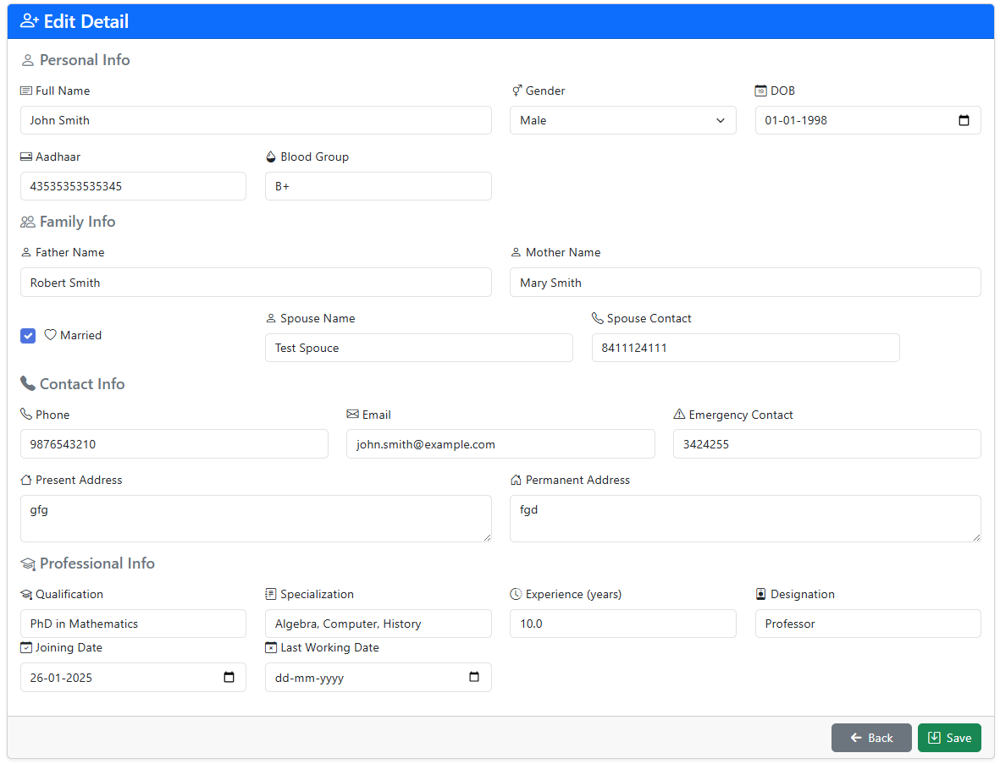 Edit Detail
Personal Info
Full Name Gender DOB
John Smith Male 01-01-1998
Aadhaar Blood Group
43535353535345 B+
Family Info
Father Name Mother Name
Robert Smith Mary Smith
Married Spouse Name Spouse Contact
Test Spouce 8411124111
Contact Info
Phone Email Emergency Contact
9876543210 john.smith@example.com 3424255
Present Address Permanent Address
gfg fgd
Professional Info
Qualification Specialization Experience (years) Designation
PhD in Mathematics Algebra, Computer, History 10.0 Professor
Joining Date Last Working Date
26-01-2025 dd-mm-yyyy
Back Save